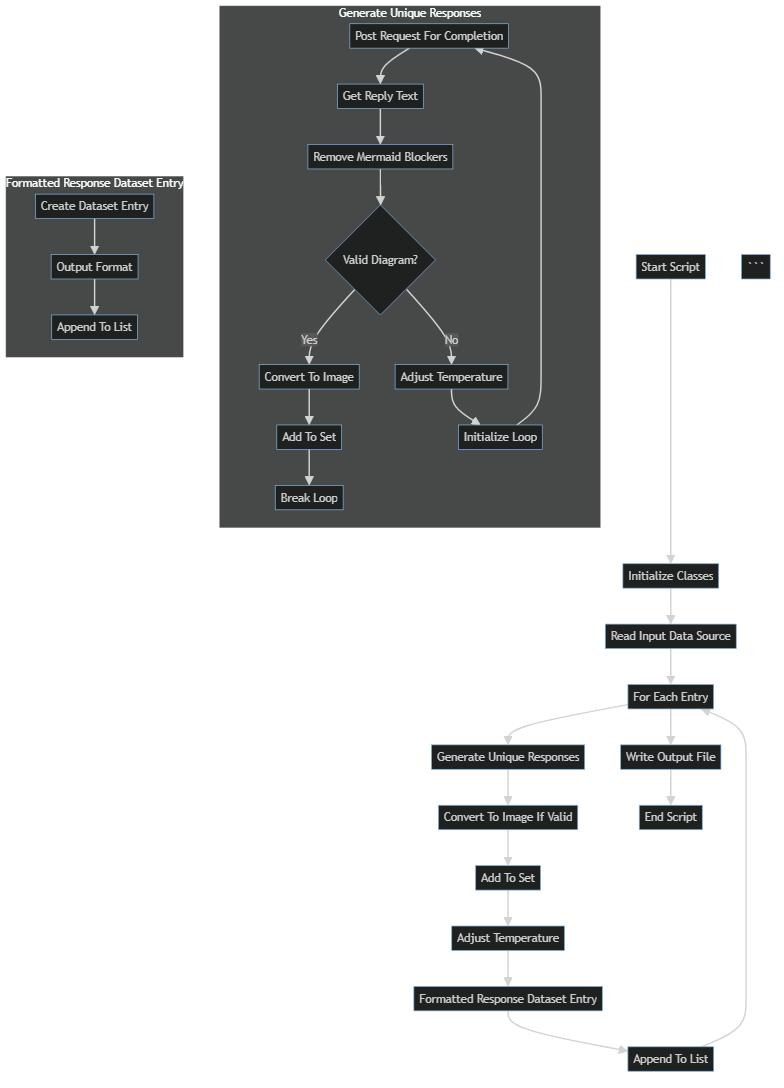 Generate Unique Responses
Post Request For Completion
Get Reply Text
Remove Mermaid Blockers
Valid Diagram?
Yes
No
Convert To Image
Adjust Temperature
Add To Set
Initialize Loop
Break Loop
Formatted Response Dataset Entry
Create Dataset Entry
Output Format
Append To List
Start Script
```
Initialize Classes
Read Input Data Source
For Each Entry
Generate Unique Responses
Write Output File
Convert To Image If Valid
End Script
Add To Set
Adjust Temperature
Formatted Response Dataset Entry
Append To List